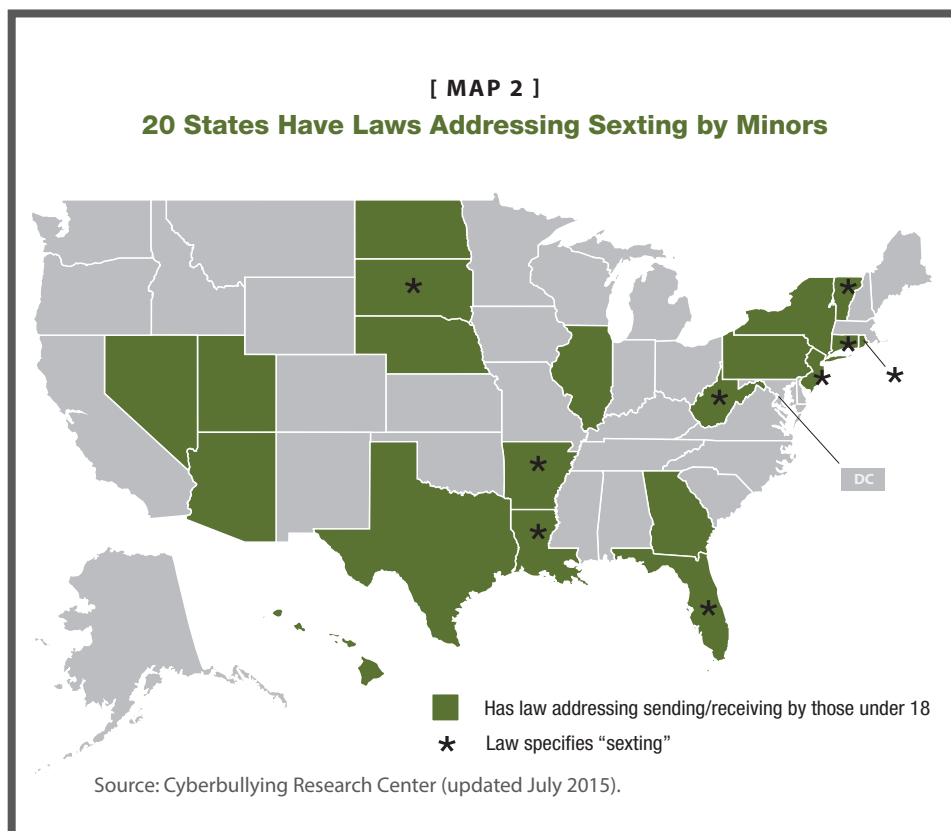 [ MAP 2 ]
20 States Have Laws Addressing Sexting by Minors
*
*
*
*
*
*
*
*
*
DC
Has law addressing sending/receiving by those under 18
* Law specifies “sexting”
Source: Cyberbullying Research Center (updated July 2015).